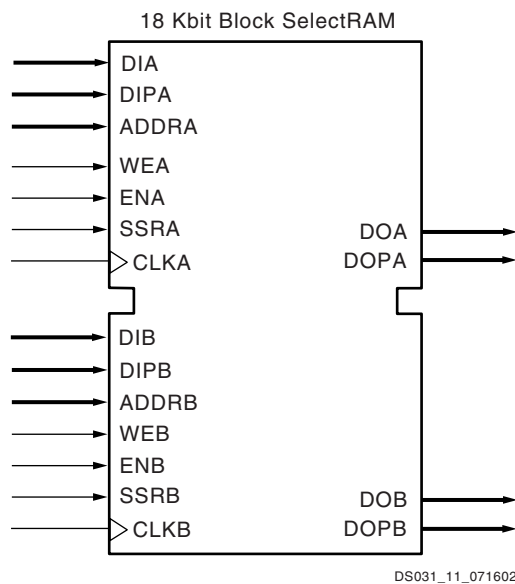 18 Kbit Block SelectRAM
DIA
DIPA
ADDRA
WEA
ENA
SSRA
CLKA
DOA
DOPA
DIB
DIPB
ADDRB
WEB
ENB
SSRB
CLKB
DOB
DOPB
DS031_11_071602